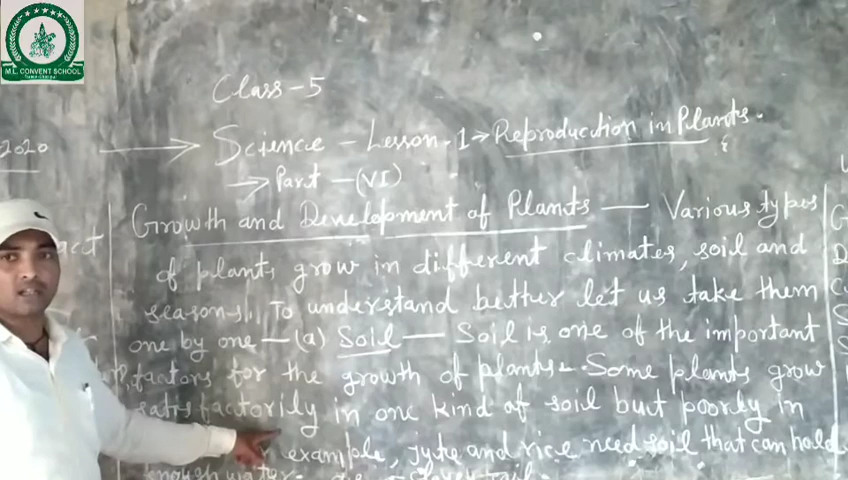 M.L. CONVENT SCHOOL
Class-5
2020
→ Science - Lesson-1 → Reproduction in Plants.
→ Part-(VI)
Growth and Development of Plants — Various types
of plants grow in different climates, soil and
seasons. To understand better let us take them
one by one - (a) Soil - Soil is one of the important
factors for the growth of plants. Some plants grow
satisfactorily in one kind of soil but poorly in
example, jute and rice need soil that can hold
enough water.